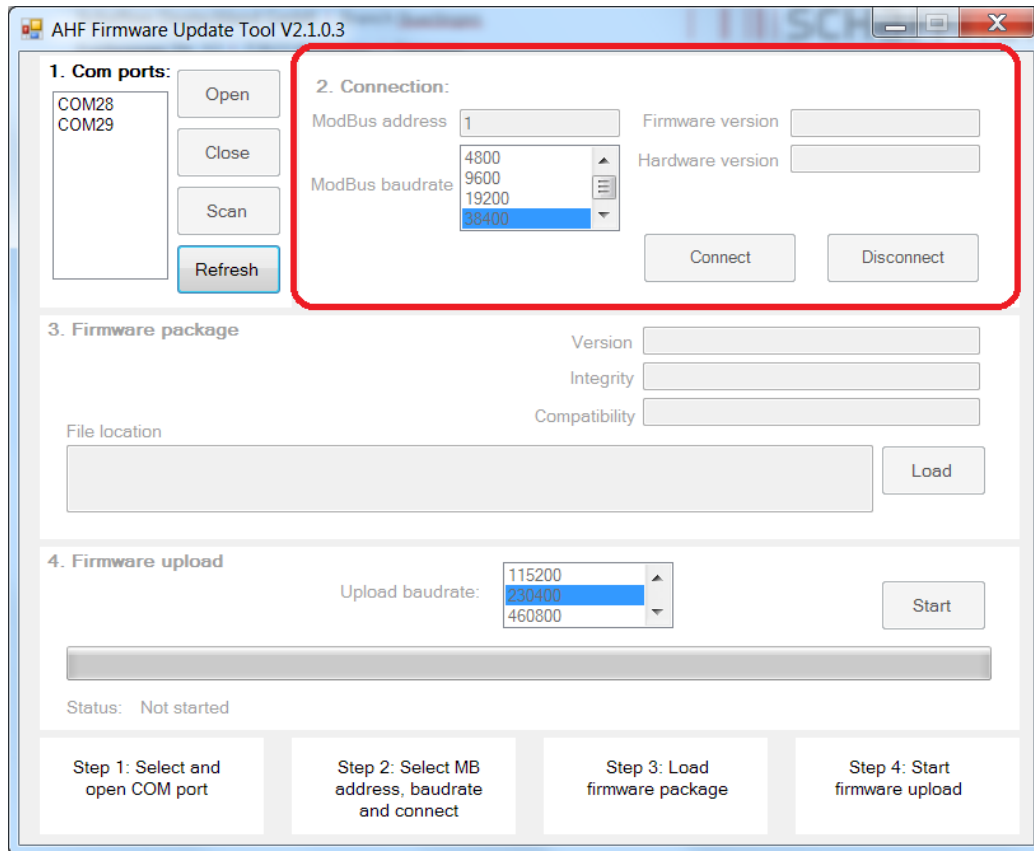 AHF Firmware Update Tool V2.1.0.3
1. Com ports:
COM28
COM29
Open
Close
Scan
Refresh
2. Connection:
ModBus address
1
ModBus baudrate
4800
9600
19200
38400
Firmware version
Hardware version
Connect
Disconnect
3. Firmware package
Version
Integrity
Compatibility
File location
Load
4. Firmware upload
Upload baudrate:
115200
230400
460800
Start
Status: Not started
Step 1: Select and
open COM port
Step 2: Select MB
address, baudrate
and connect
Step 3: Load
firmware package
Step 4: Start
firmware upload